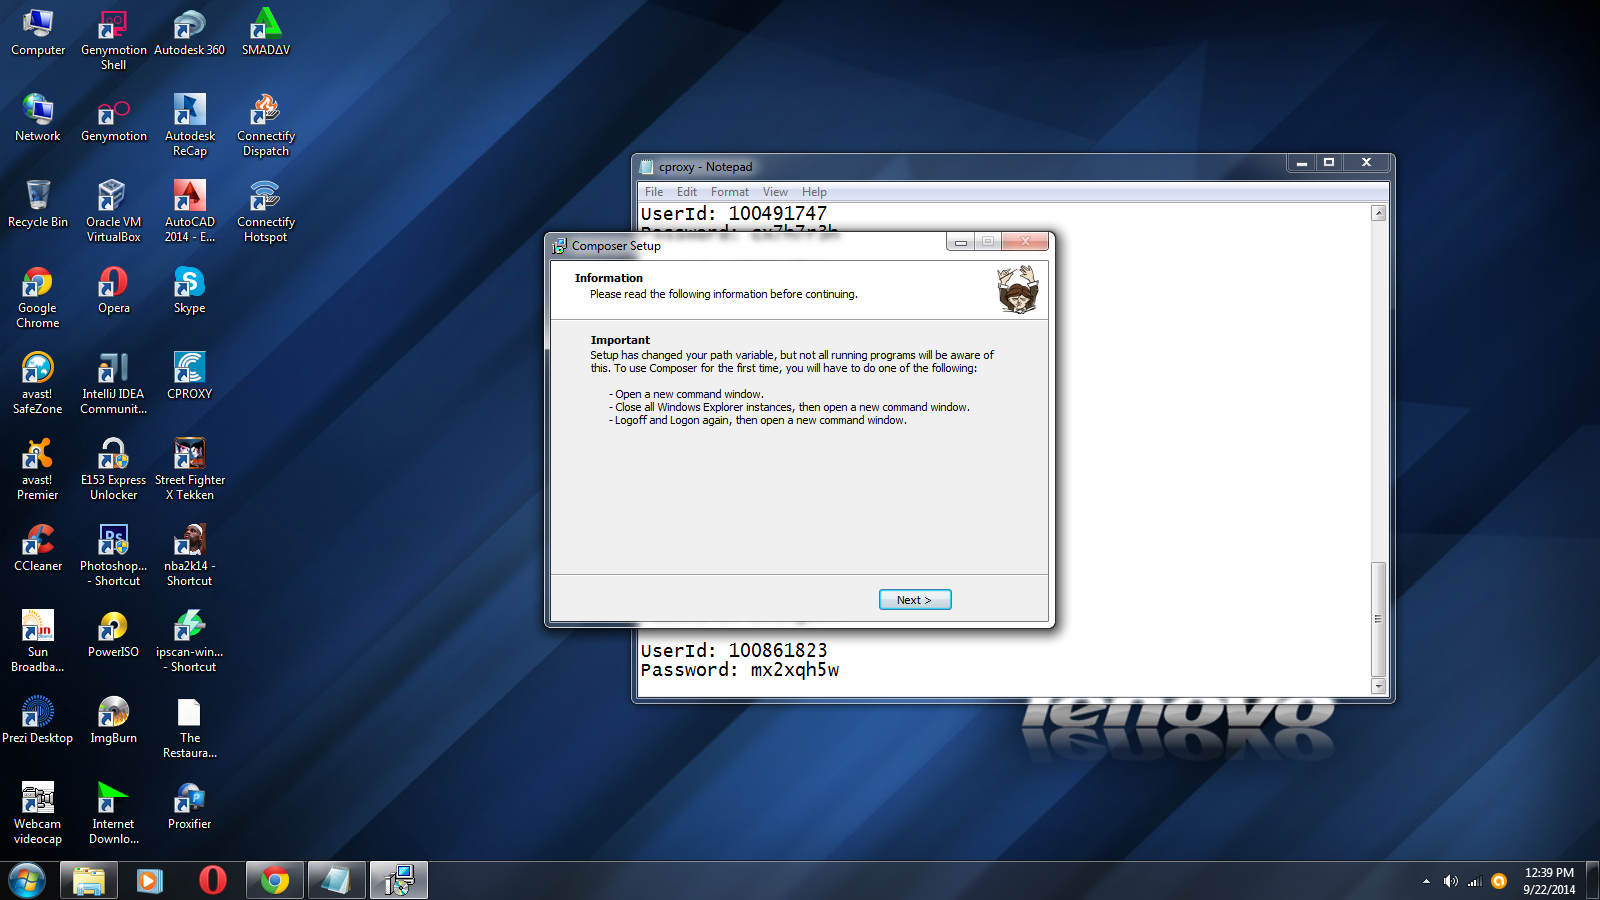 Computer
Genymotion
Shell
Autodesk 360
SMADΔV
Network
Genymotion
Autodesk
ReCap
Connectify
Dispatch
Recycle Bin
Oracle VM
VirtualBox
AutoCAD
2014 - E...
Connectify
Hotspot
Google
Chrome
Opera
Skype
avast!
SafeZone
IntelliJ IDEA
Communit...
CPROXY
avast!
Premier
E153 Express
Unlocker
Street Fighter
X Tekken
CCleaner
Photoshop...
- Shortcut
nba2k14 -
Shortcut
Sun
Broadba...
PowerISO
ipscan-win...
- Shortcut
Prezi Desktop
ImgBurn
The
Restaura...
Webcam
videocap
Internet
Downlo...
Proxifier
cproxy - Notepad
File Edit Format View Help
UserId: 100491747
Composer Setup
Information
Please read the following information before continuing.
Important
Setup has changed your path variable, but not all running programs will be aware of
this. To use Composer for the first time, you will have to do one of the following:
- Open a new command window.
- Close all Windows Explorer instances, then open a new command window.
- Logoff and Logon again, then open a new command window.
Next >
UserId: 100861823
Password: mx2xqh5w
lenovo
12:39 PM
9/22/2014